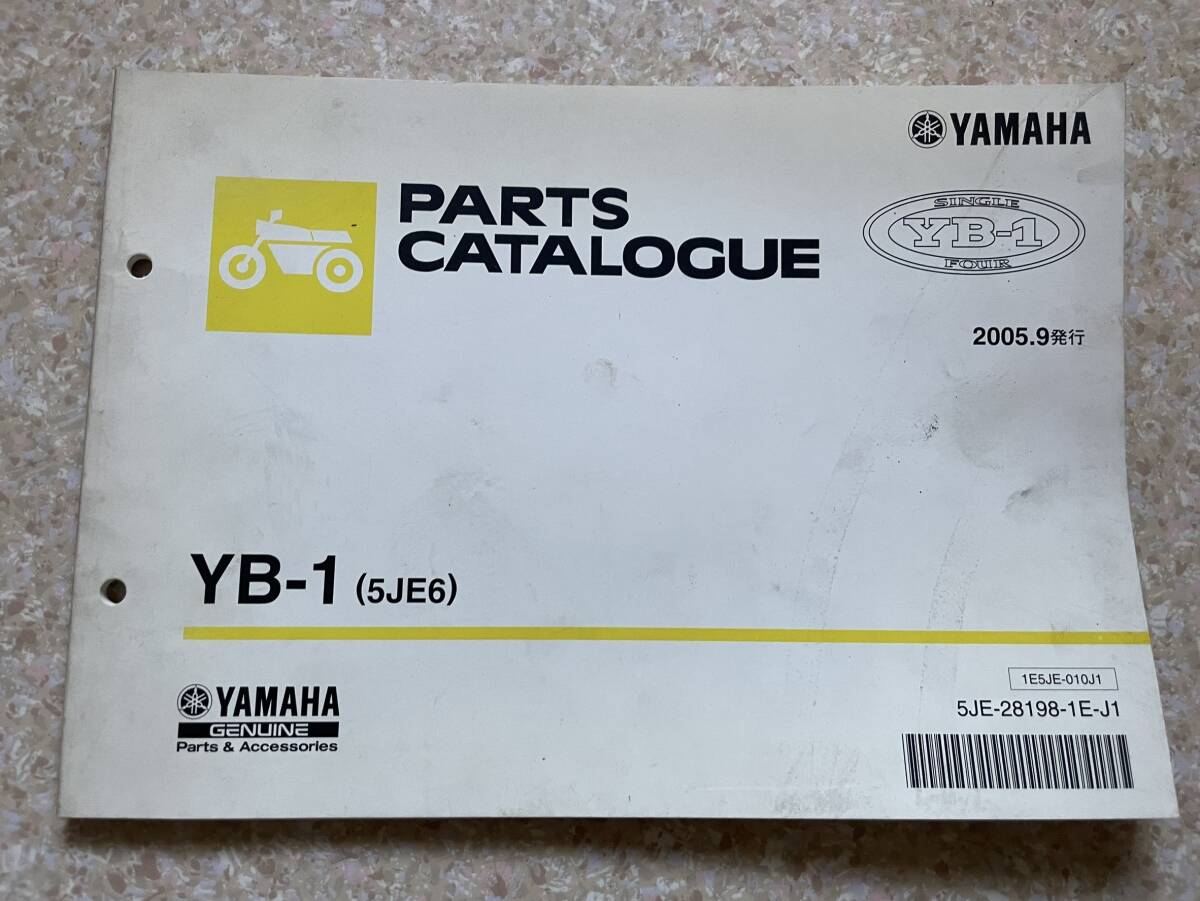 YAMAHA
PARTS
CATALOGUE
SINGLE
YB-1
FOUR
2005.9発行
YB-1 (5JE6)
YAMAHA
GENUINE
Parts & Accessories
1E5JE-010J1
5JE-28198-1E-J1